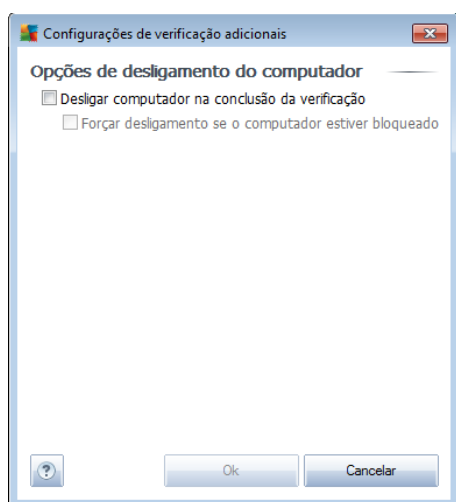 Configurações de verificação adicionais
Opções de desligamento do computador
Desligar computador na conclusão da verificação
Forçar desligamento se o computador estiver bloqueado
?
Ok
Cancelar